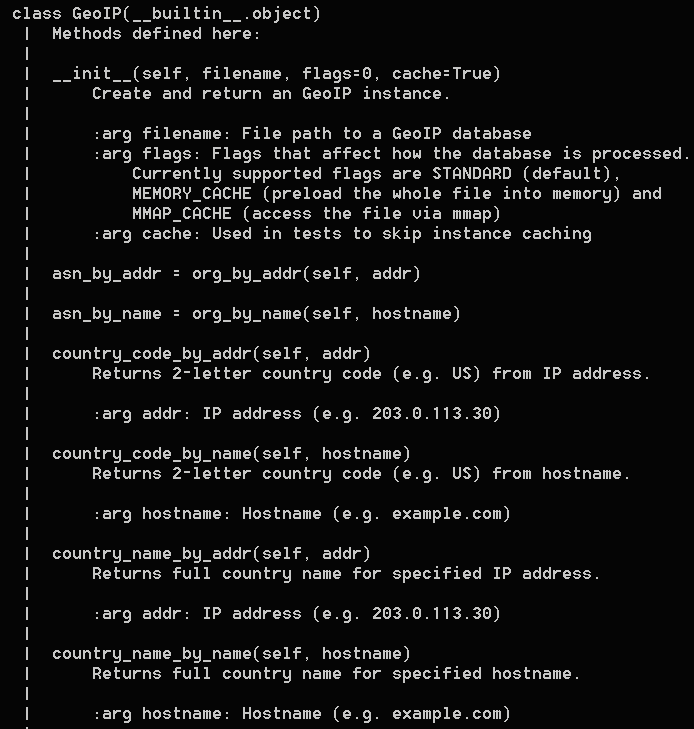 class GeoIP(__builtin__.object)
 |  Methods defined here:
 |
 |  __init__(self, filename, flags=0, cache=True)
 |      Create and return an GeoIP instance.
 |
 |      :arg filename: File path to a GeoIP database
 |      :arg flags: Flags that affect how the database is processed.
 |          Currently supported flags are STANDARD (default),
 |          MEMORY_CACHE (preload the whole file into memory) and
 |          MMAP_CACHE (access the file via mmap)
 |      :arg cache: Used in tests to skip instance caching
 |
 |  asn_by_addr = org_by_addr(self, addr)
 |
 |  asn_by_name = org_by_name(self, hostname)
 |
 |  country_code_by_addr(self, addr)
 |      Returns 2-letter country code (e.g. US) from IP address.
 |
 |      :arg addr: IP address (e.g. 203.0.113.30)
 |
 |  country_code_by_name(self, hostname)
 |      Returns 2-letter country code (e.g. US) from hostname.
 |
 |      :arg hostname: Hostname (e.g. example.com)
 |
 |  country_name_by_addr(self, addr)
 |      Returns full country name for specified IP address.
 |
 |      :arg addr: IP address (e.g. 203.0.113.30)
 |
 |  country_name_by_name(self, hostname)
 |      Returns full country name for specified hostname.
 |
 |      :arg hostname: Hostname (e.g. example.com)
 |